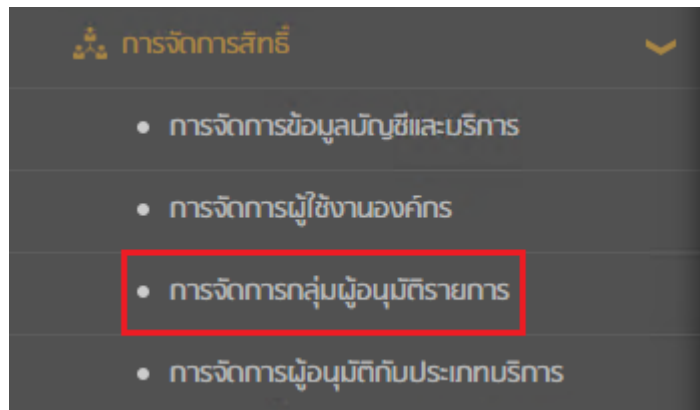 การจัดการสิทธิ์
การจัดการข้อมูลบัญชีและบริการ
การจัดการผู้ใช้งานองค์กร
การจัดการกลุ่มผู้อนุมัติรายการ
การจัดการผู้อนุมัติกับประเภทบริการ